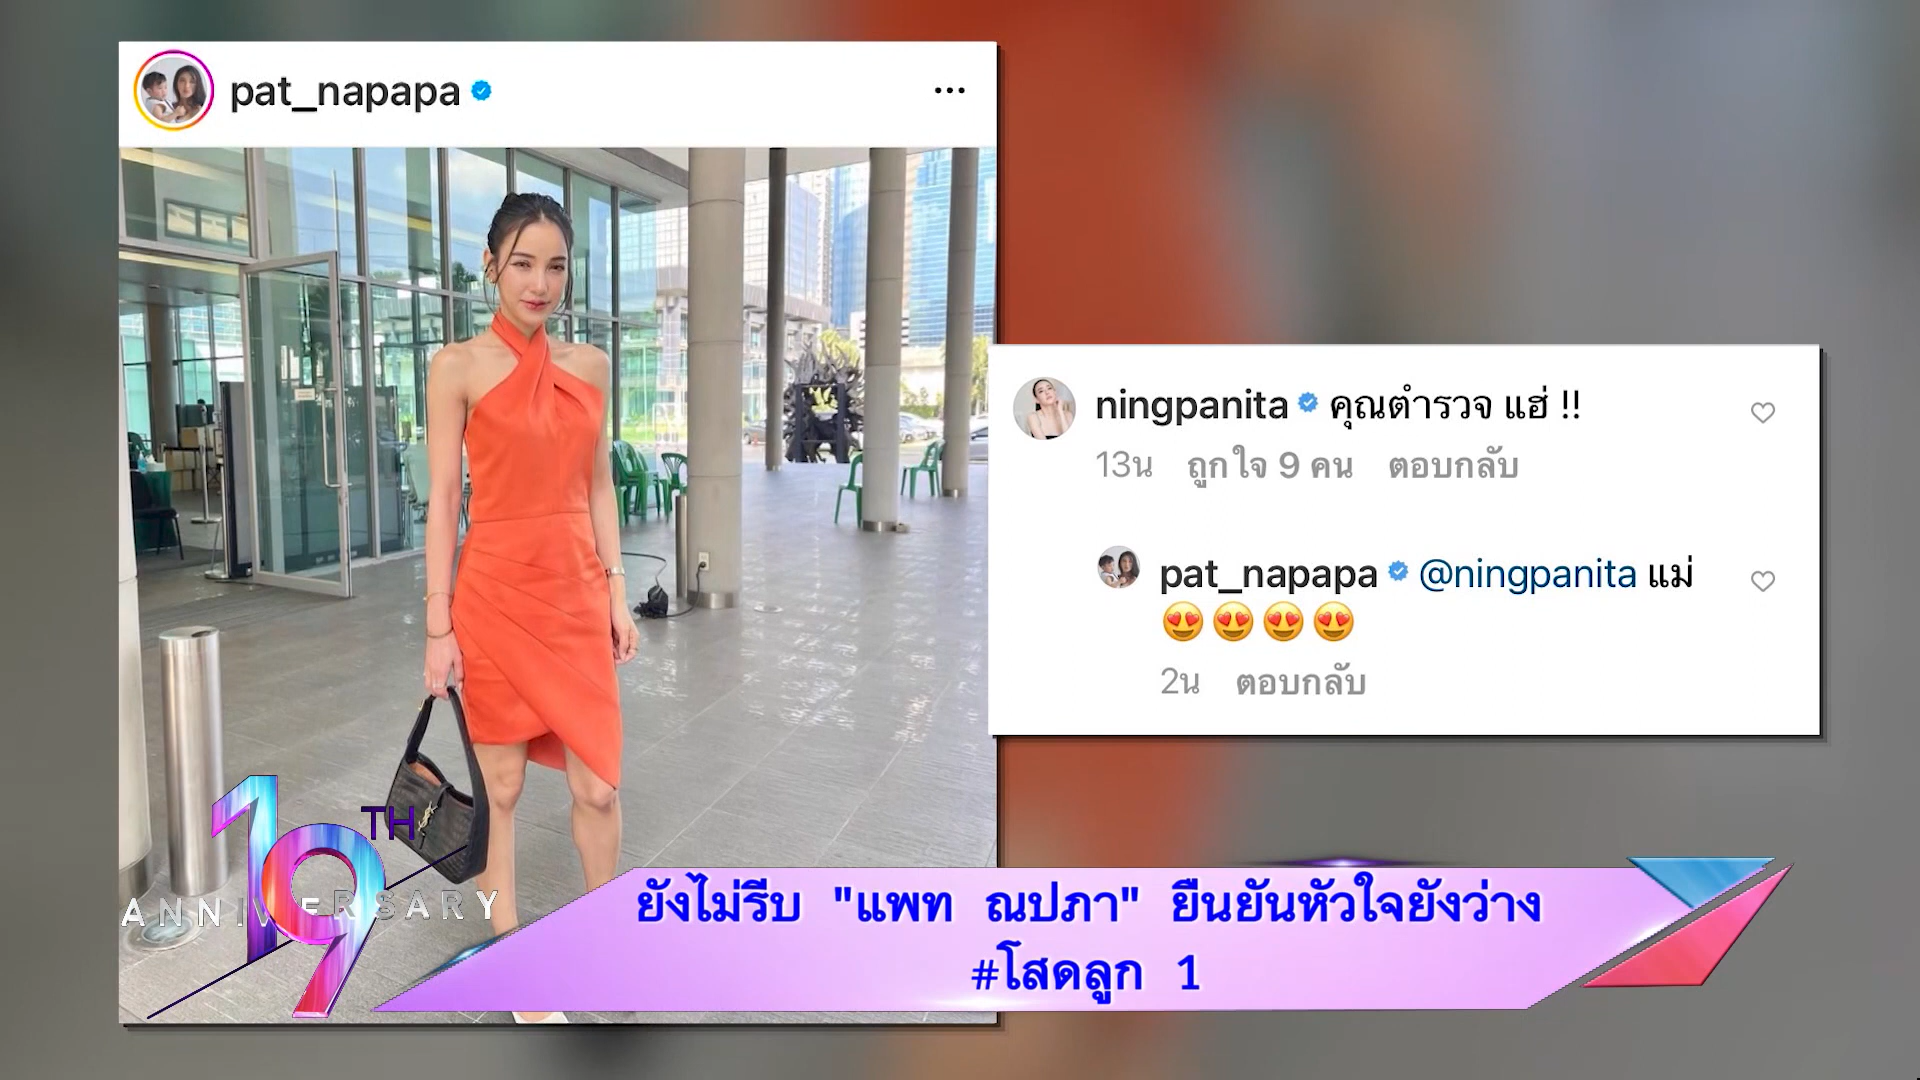 pat_napapa
ningpanita คุณตำรวจ แฮ่ !!
13น ถูกใจ 9 คน ตอบกลับ
pat_napapa @ningpanita แม่
😍😍😍😍
2น ตอบกลับ
19TH
ANNIVERSARY
ยังไม่รีบ "แพท ณปภา" ยืนยันหัวใจยังว่าง
#โสดลูก 1